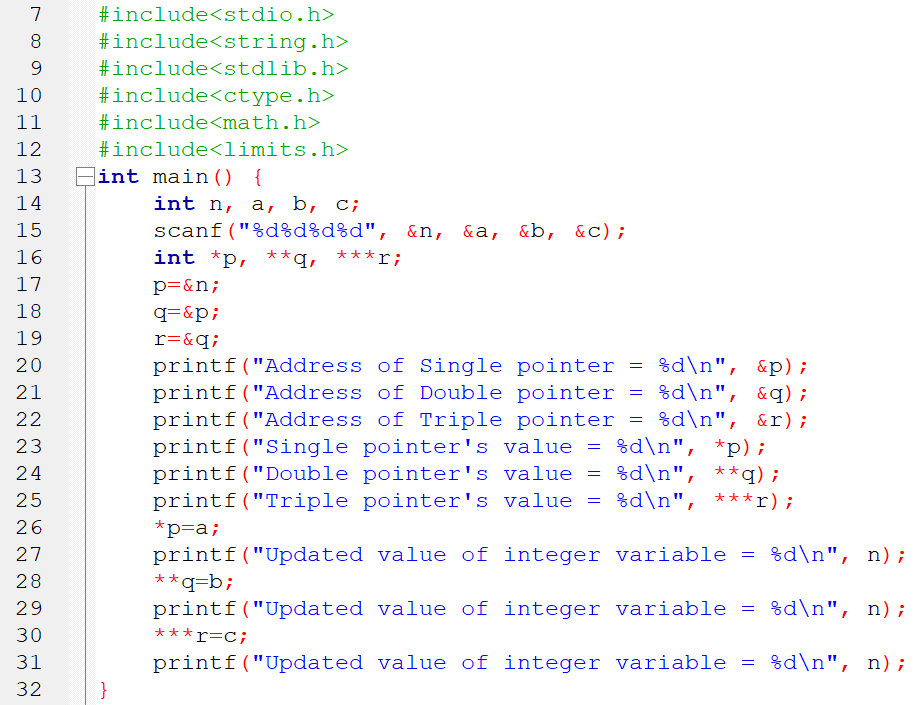 7 #include<stdio.h>
8 #include<string.h>
9 #include<stdlib.h>
10 #include<ctype.h>
11 #include<math.h>
12 #include<limits.h>
13 int main() {
14 int n, a, b, c;
15 scanf("%d%d%d%d", &n, &a, &b, &c);
16 int *p, **q, ***r;
17 p=&n;
18 q=&p;
19 r=&q;
20 printf("Address of Single pointer = %d\n", &p);
21 printf("Address of Double pointer = %d\n", &q);
22 printf("Address of Triple pointer = %d\n", &r);
23 printf("Single pointer's value = %d\n", *p);
24 printf("Double pointer's value = %d\n", **q);
25 printf("Triple pointer's value = %d\n", ***r);
26 *p=a;
27 printf("Updated value of integer variable = %d\n", n);
28 **q=b;
29 printf("Updated value of integer variable = %d\n", n);
30 ***r=c;
31 printf("Updated value of integer variable = %d\n", n);
32 }